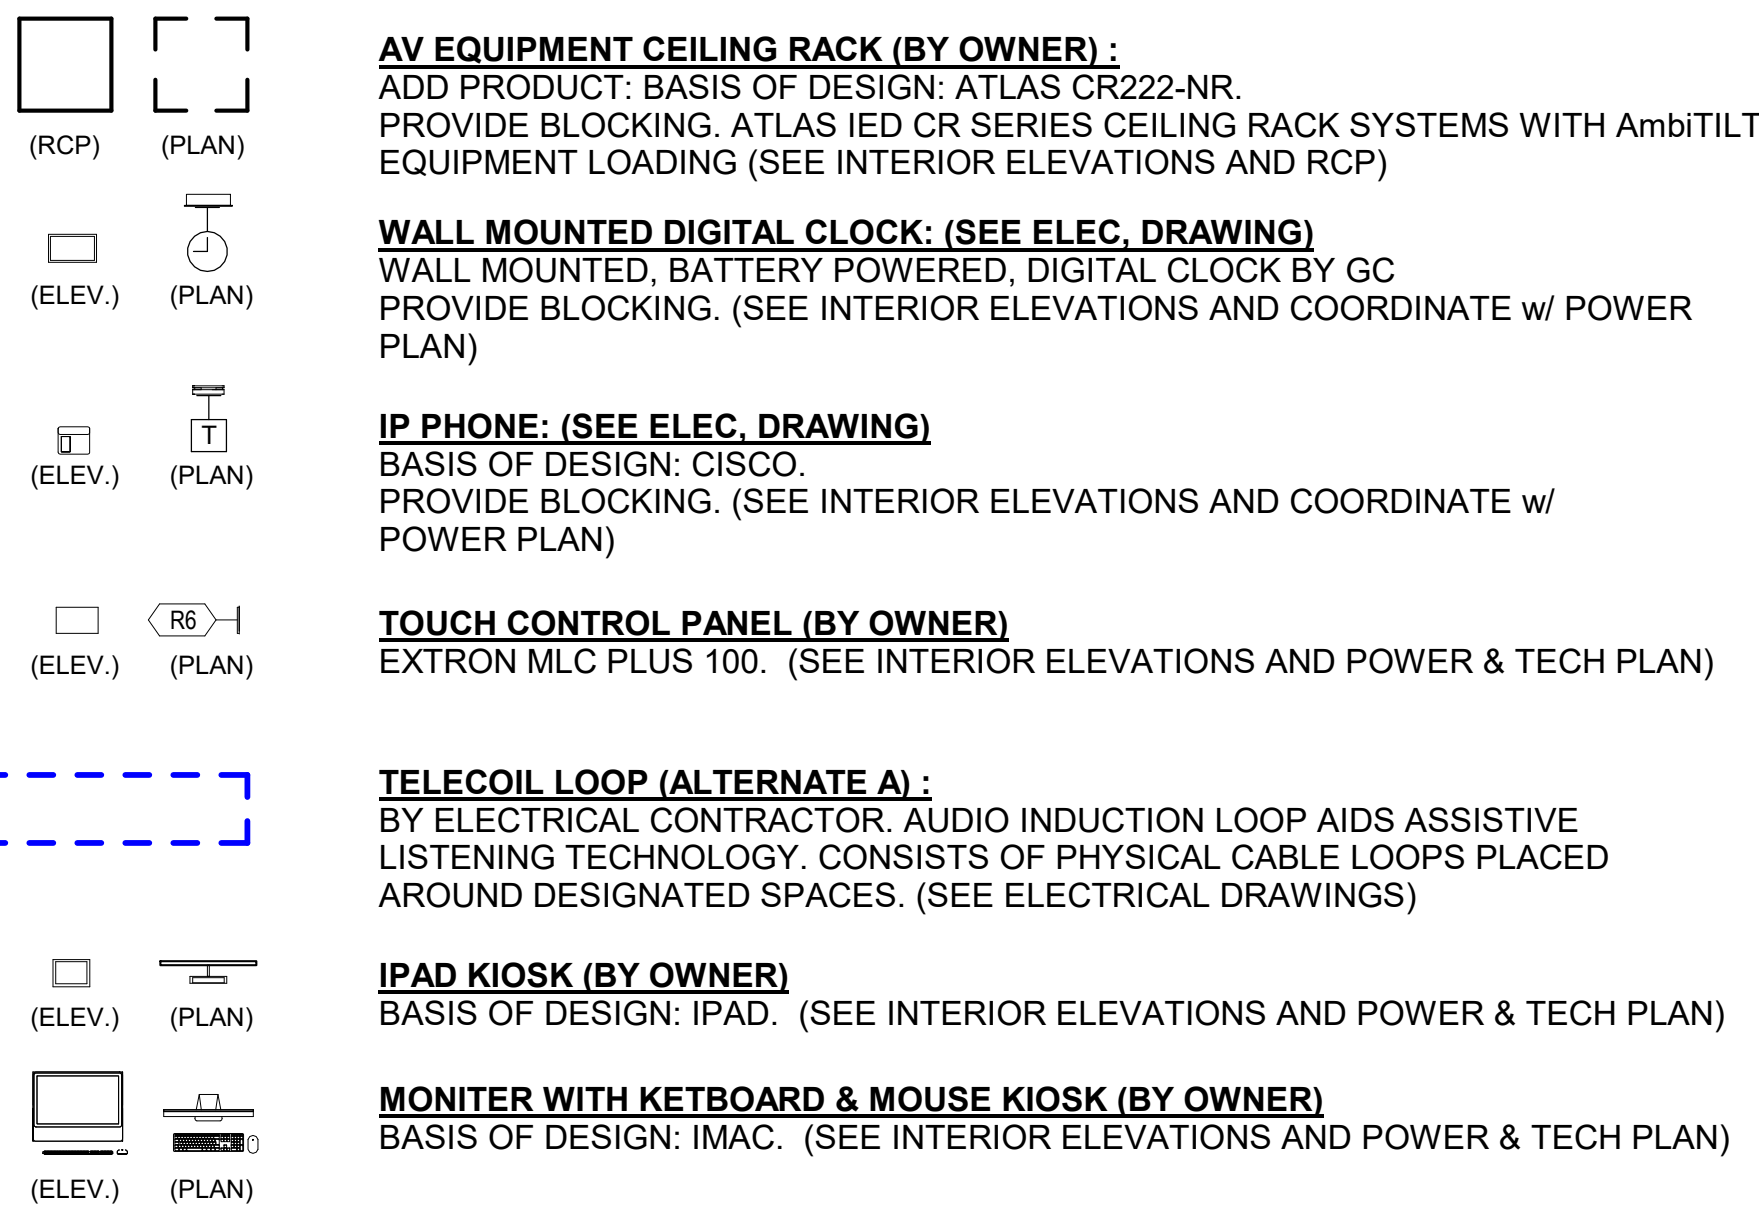 AV EQUIPMENT CEILING RACK (BY OWNER) :
ADD PRODUCT: BASIS OF DESIGN: ATLAS CR222-NR.
PROVIDE BLOCKING. ATLAS IED CR SERIES CEILING RACK SYSTEMS WITH AmbiTILT
EQUIPMENT LOADING (SEE INTERIOR ELEVATIONS AND RCP)
(RCP) (PLAN)
WALL MOUNTED DIGITAL CLOCK: (SEE ELEC, DRAWING)
WALL MOUNTED, BATTERY POWERED, DIGITAL CLOCK BY GC
PROVIDE BLOCKING. (SEE INTERIOR ELEVATIONS AND COORDINATE w/ POWER
PLAN)
(ELEV.) (PLAN)
T
IP PHONE: (SEE ELEC, DRAWING)
BASIS OF DESIGN: CISCO.
PROVIDE BLOCKING. (SEE INTERIOR ELEVATIONS AND COORDINATE w/
POWER PLAN)
(ELEV.) (PLAN)
R6
TOUCH CONTROL PANEL (BY OWNER)
EXTRON MLC PLUS 100. (SEE INTERIOR ELEVATIONS AND POWER & TECH PLAN)
(ELEV.) (PLAN)
TELECOIL LOOP (ALTERNATE A) :
BY ELECTRICAL CONTRACTOR. AUDIO INDUCTION LOOP AIDS ASSISTIVE
LISTENING TECHNOLOGY. CONSISTS OF PHYSICAL CABLE LOOPS PLACED
AROUND DESIGNATED SPACES. (SEE ELECTRICAL DRAWINGS)
IPAD KIOSK (BY OWNER)
BASIS OF DESIGN: IPAD. (SEE INTERIOR ELEVATIONS AND POWER & TECH PLAN)
(ELEV.) (PLAN)
MONITER WITH KETBOARD & MOUSE KIOSK (BY OWNER)
BASIS OF DESIGN: IMAC. (SEE INTERIOR ELEVATIONS AND POWER & TECH PLAN)
(ELEV.) (PLAN)